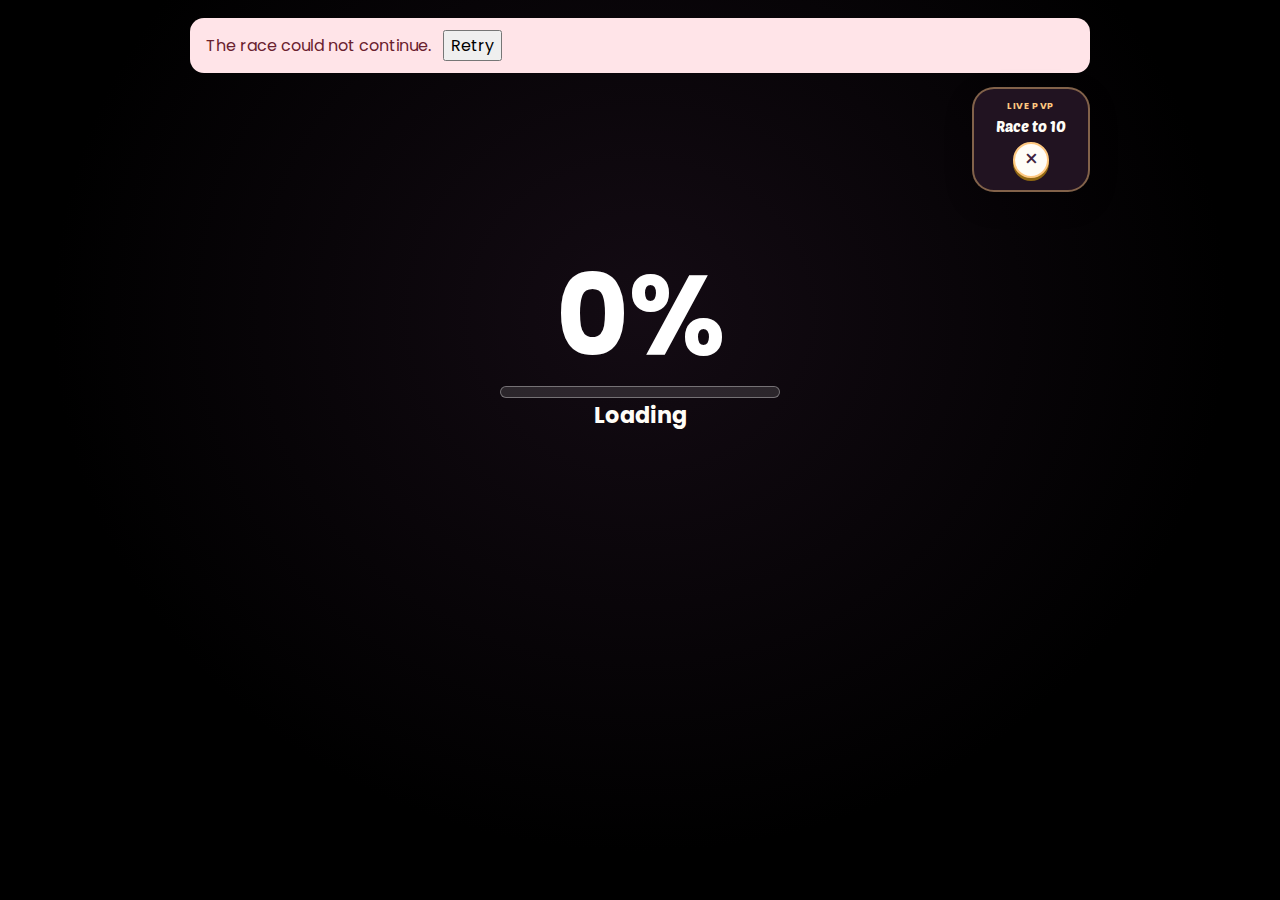 The race could not continue. Retry
LIVE PVP
Race to 10
×
0%
Loading